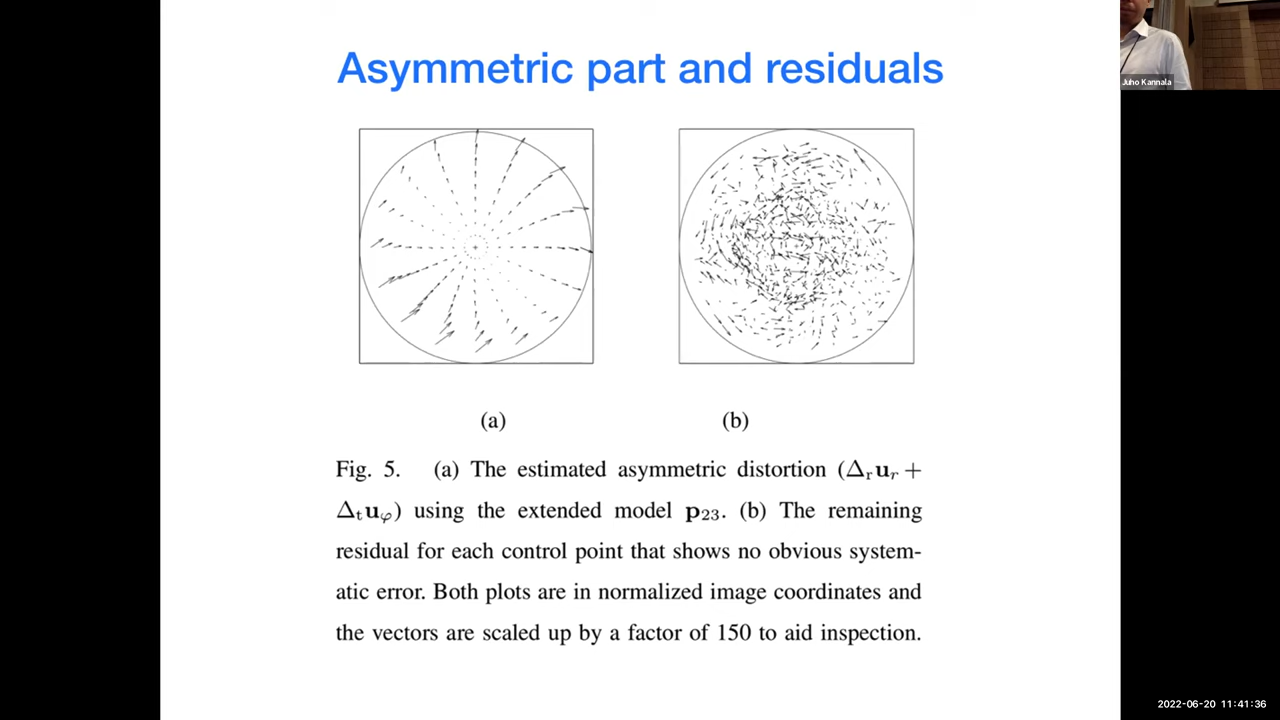 Asymmetric part and residuals
Juho Kannala
(a)
(b)
Fig. 5. (a) The estimated asymmetric distortion (Δᵣ𝐮ᵣ +
Δₜ𝐮ᵩ) using the extended model 𝐩₂₃. (b) The remaining
residual for each control point that shows no obvious system-
atic error. Both plots are in normalized image coordinates and
the vectors are scaled up by a factor of 150 to aid inspection.
2022-06-20 11:41:36